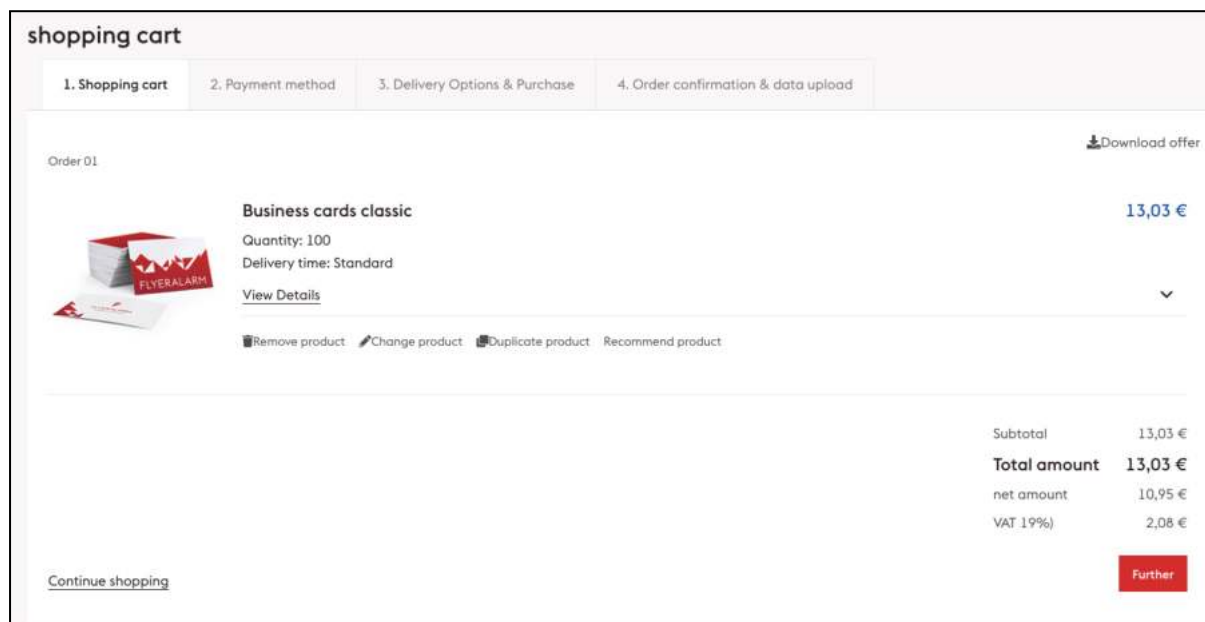 shopping cart
1. Shopping cart
2. Payment method
3. Delivery Options & Purchase
4. Order confirmation & data upload
Download offer
Order 01
Business cards classic
13,03 €
Quantity: 100
Delivery time: Standard
View Details
FLYERALARM
Remove product
Change product
Duplicate product
Recommend product
Subtotal 13,03 €
Total amount 13,03 €
net amount 10,95 €
VAT 19%) 2,08 €
Continue shopping
Further